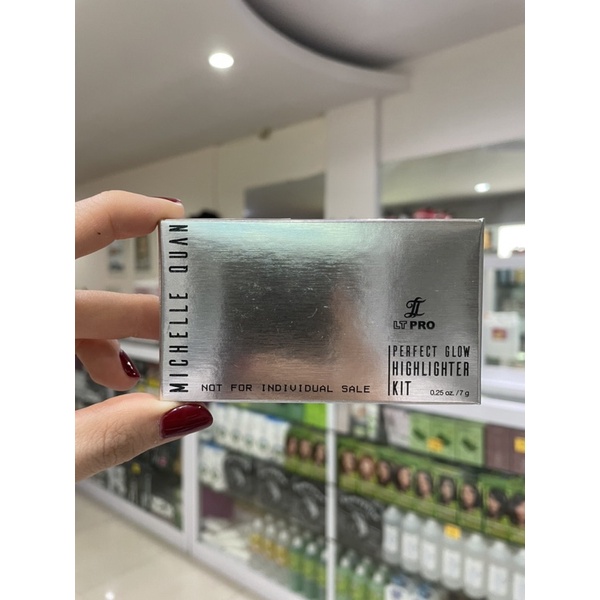 MICHELLE QUAN
LT PRO
PERFECT GLOW
HIGHLIGHTER
KIT
0.25 oz. / 7 g
NOT FOR INDIVIDUAL SALE